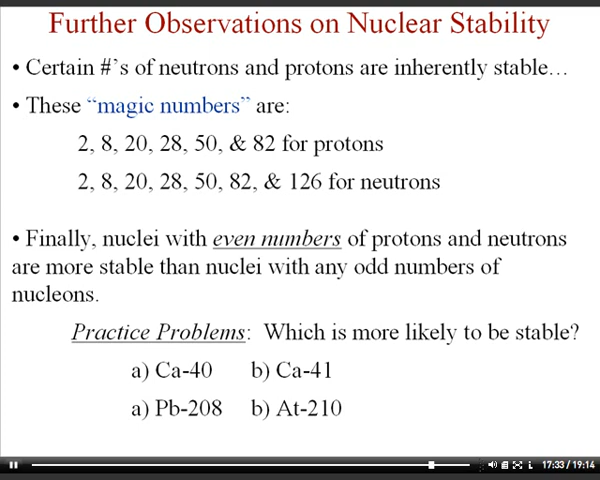 Further Observations on Nuclear Stability
• Certain #’s of neutrons and protons are inherently stable…
• These “magic numbers” are:
2, 8, 20, 28, 50, & 82 for protons
2, 8, 20, 28, 50, 82, & 126 for neutrons
• Finally, nuclei with even numbers of protons and neutrons
are more stable than nuclei with any odd numbers of
nucleons.
Practice Problems: Which is more likely to be stable?
a) Ca-40 b) Ca-41
a) Pb-208 b) At-210
17:33 / 19:14